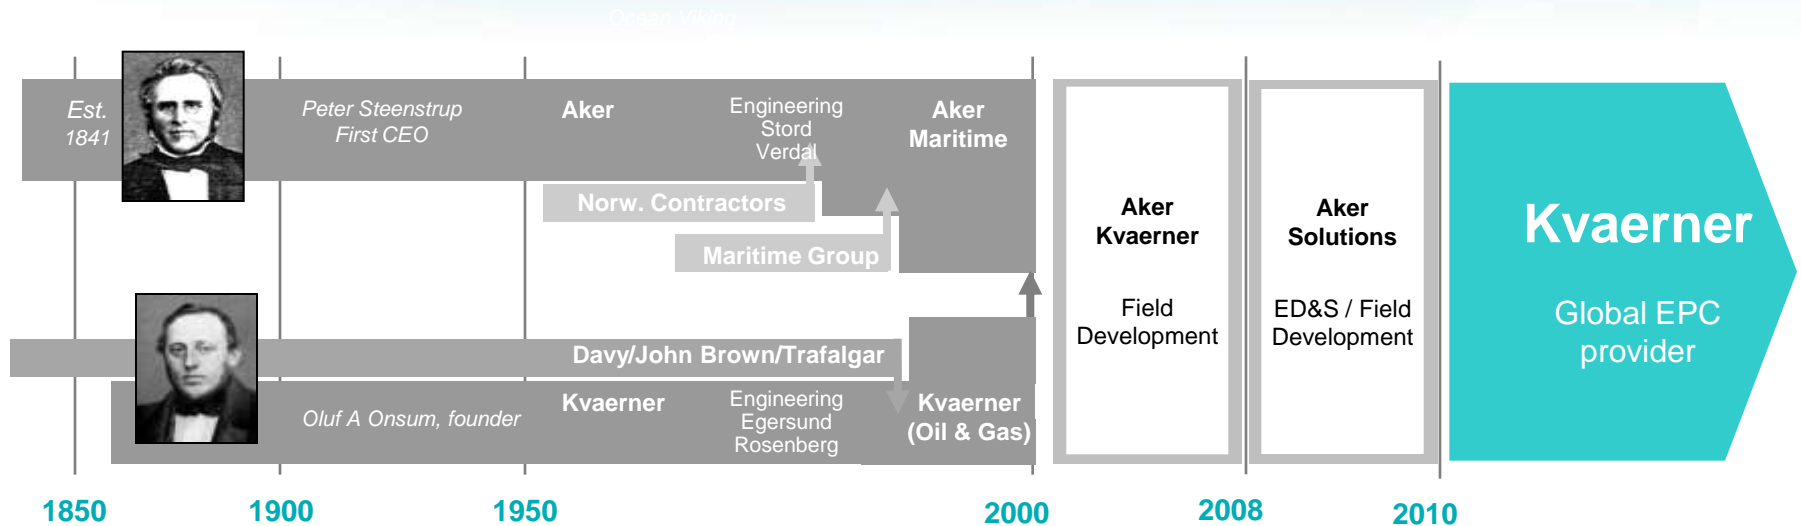 Ocean Viking
Est.
1841
Peter Steenstrup
First CEO
Aker
Engineering
Stord
Verdal
Aker
Maritime
Norw. Contractors
Maritime Group
Davy/John Brown/Trafalgar
Oluf A Onsum, founder
Kvaerner
Engineering
Egersund
Rosenberg
Kvaerner
(Oil & Gas)
Aker
Kvaerner
Field
Development
Aker
Solutions
ED&S / Field
Development
Kvaerner
Global EPC
provider
1850
1900
1950
2000
2008
2010